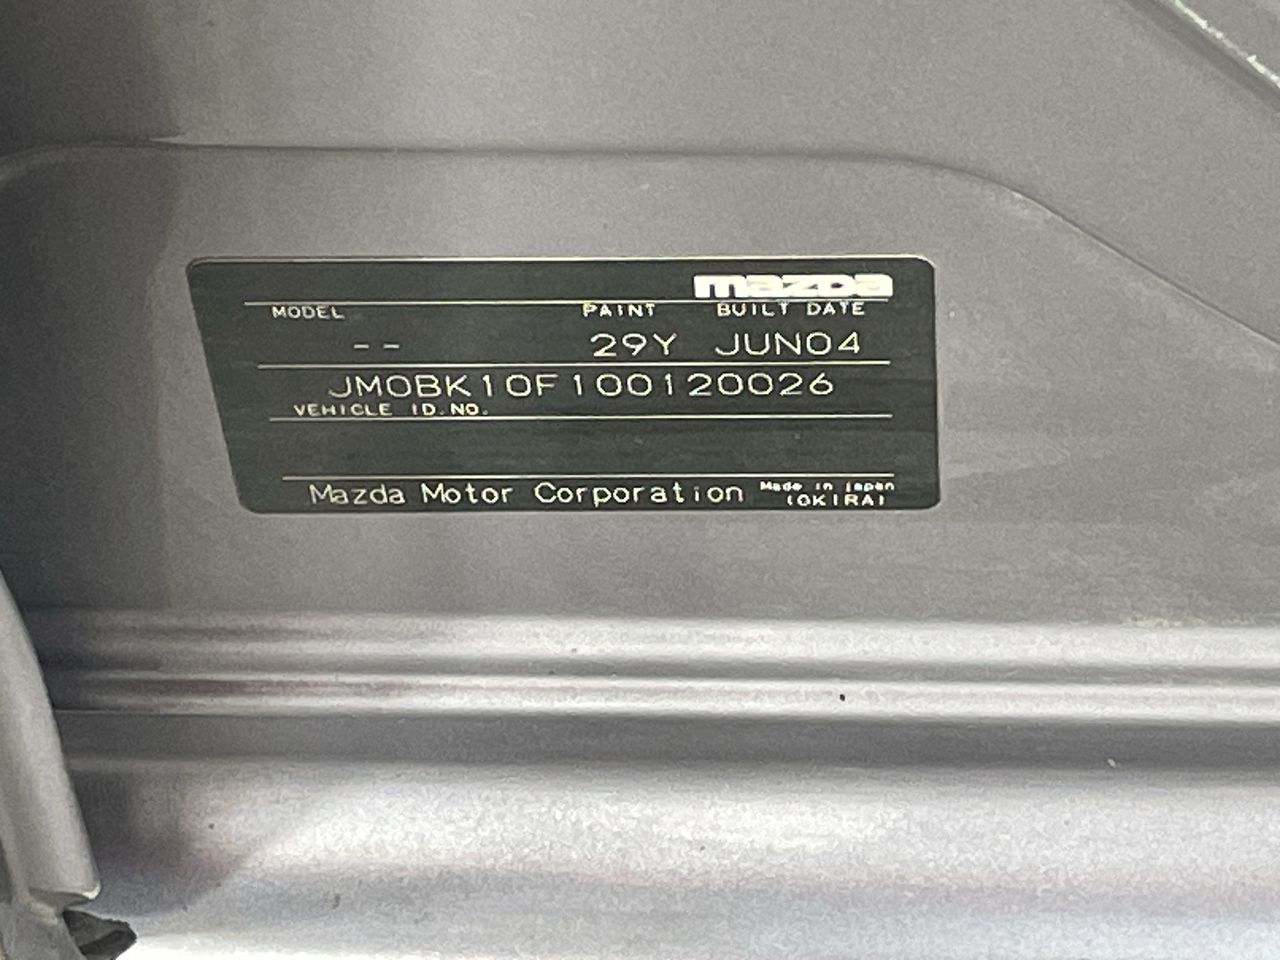 mazda
MODEL PAINT BUILT DATE
-- 29Y JUN04
JM0BK10F100120026
VEHICLE ID.NO.
Mazda Motor Corporation Made in Japan
(OKIRA)